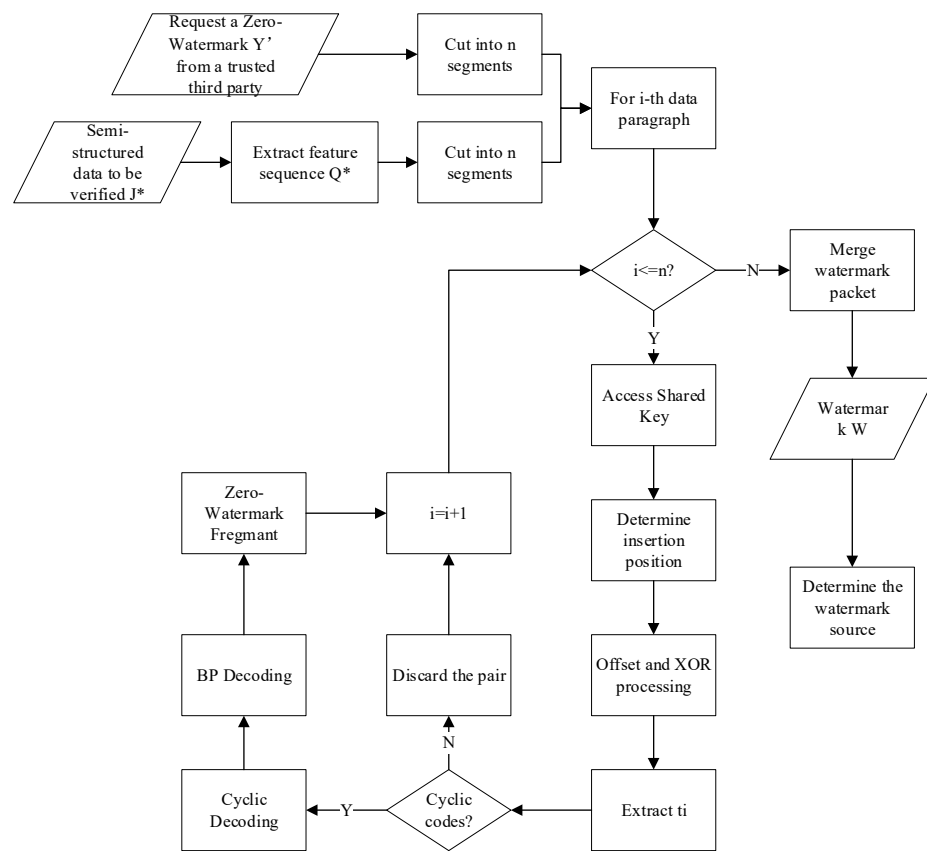 Request a Zero-
Watermark Y’
from a trusted
third party
Cut into n
segments
For i-th data
paragraph
Semi-
structured
data to be
verified J*
Extract feature
sequence Q*
Cut into n
segments
i<=n?
N
Merge
watermark
packet
Y
Access Shared
Key
Watermar
k W
Zero-
Watermark
Fregmant
i=i+1
Determine
insertion
position
Determine the
watermark
source
BP Decoding
Discard the pair
Offset and XOR
processing
N
Cyclic
Decoding
Y
Cyclic
codes?
Extract ti